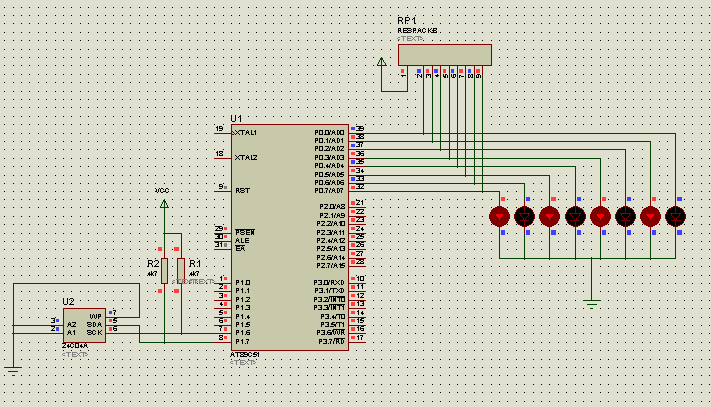 RP1
RESPACK8
<TEXT>
1 2 3 4 5 6 7 8 9
U1
19 XTAL1
18 XTAL2
9 RST
29 PSEN
30 ALE
31 EA
1 P1.0
2 P1.1
3 P1.2
4 P1.3
5 P1.4
6 P1.5
7 P1.6
8 P1.7
P0.0/AD0 39
P0.1/AD1 38
P0.2/AD2 37
P0.3/AD3 36
P0.4/AD4 35
P0.5/AD5 34
P0.6/AD6 33
P0.7/AD7 32
P2.0/A8 21
P2.1/A9 22
P2.2/A10 23
P2.3/A11 24
P2.4/A12 25
P2.5/A13 26
P2.6/A14 27
P2.7/A15 28
P3.0/RXD 10
P3.1/TXD 11
P3.2/INT0 12
P3.3/INT1 13
P3.4/T0 14
P3.5/T1 15
P3.6/WR 16
P3.7/RD 17
AT89C51
<TEXT>
VCC
R2
4k7
R1
4k7
U2
3 A2
2 A1
WP 7
SDA 5
SCK 6
24C04A
<TEXT>